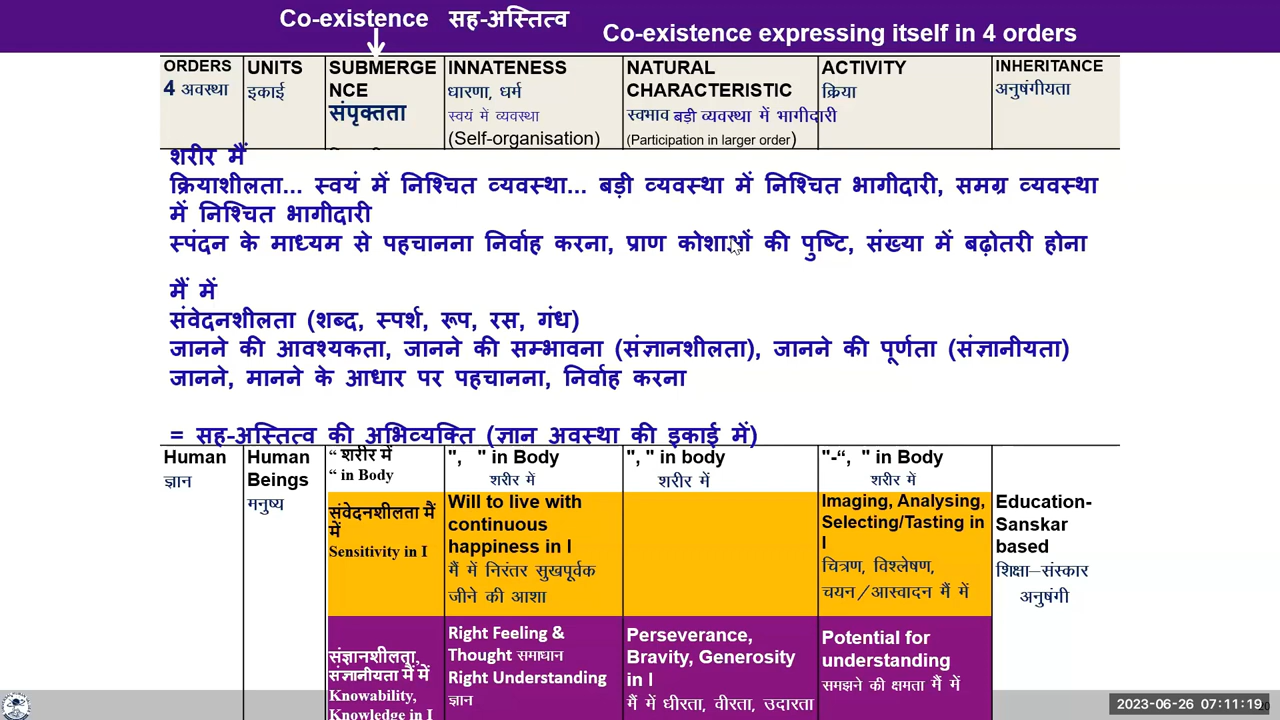 Co-existence सह-अस्तित्व
Co-existence expressing itself in 4 orders
ORDERS
4 अवस्था
UNITS
इकाई
SUBMERGE
NCE
संपृक्तता
INNATENESS
धारणा, धर्म
स्वयं में व्यवस्था
(Self-organisation)
NATURAL
CHARACTERISTIC
स्वभाव बड़ी व्यवस्था में भागीदारी
(Participation in larger order)
ACTIVITY
क्रिया
INHERITANCE
अनुषंगीयता
शरीर मैं
क्रियाशीलता... स्वयं में निश्चित व्यवस्था... बड़ी व्यवस्था में निश्चित भागीदारी, समग्र व्यवस्था
में निश्चित भागीदारी
स्पंदन के माध्यम से पहचानना निर्वाह करना, प्राण कोशाओं की पुष्टि, संख्या में बढ़ोतरी होना
मैं में
संवेदनशीलता (शब्द, स्पर्श, रूप, रस, गंध)
जानने की आवश्यकता, जानने की सम्भावना (संज्ञानशीलता), जानने की पूर्णता (संज्ञानीयता)
जानने, मानने के आधार पर पहचानना, निर्वाह करना
= सह-अस्तित्व की अभिव्यक्ति (ज्ञान अवस्था की इकाई में)
Human
ज्ञान
Human
Beings
मनुष्य
“ शरीर में
“ in Body
", " in Body
शरीर में
", " in body
शरीर में
"-“, " in Body
शरीर में
संवेदनशीलता मैं
में
Sensitivity in I
Will to live with
continuous
happiness in I
मैं में निरंतर सुखपूर्वक
जीने की आशा
Imaging, Analysing,
Selecting/Tasting in
I
चित्रण, विश्लेषण,
चयन/आस्वादन मैं में
Education-
Sanskar
based
शिक्षा–संस्कार
अनुषंगी
संज्ञानशीलता,
संज्ञानीयता मैं में
Knowability,
Knowledge in I
Right Feeling &
Thought समाधान
Right Understanding
ज्ञान
Perseverance,
Bravity, Generosity
in I
मैं में धीरता, वीरता, उदारता
Potential for
understanding
समझने की क्षमता मैं में
2023-06-26 07:11:19